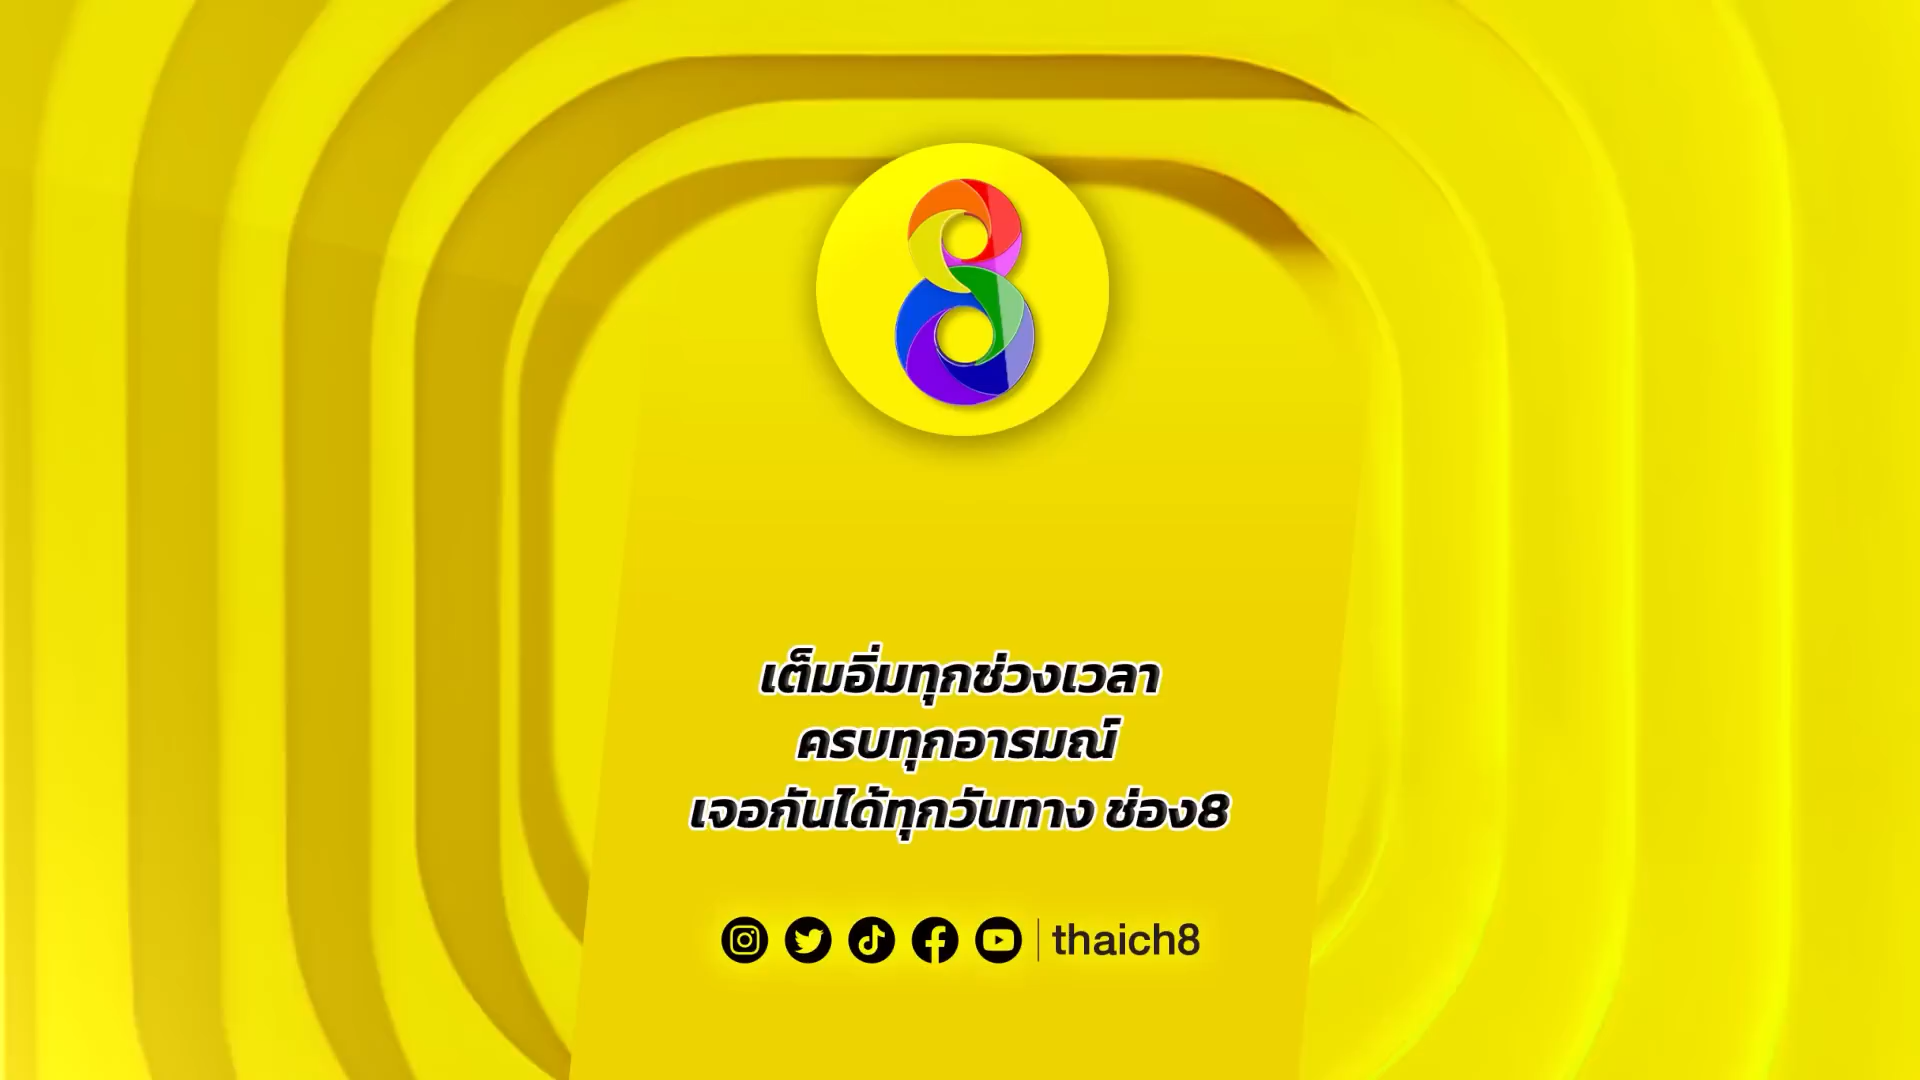 8
เต็มอิ่มทุกช่วงเวลา
ครบทุกอารมณ์
เจอกันได้ทุกวันทาง ช่อง8
thaich8